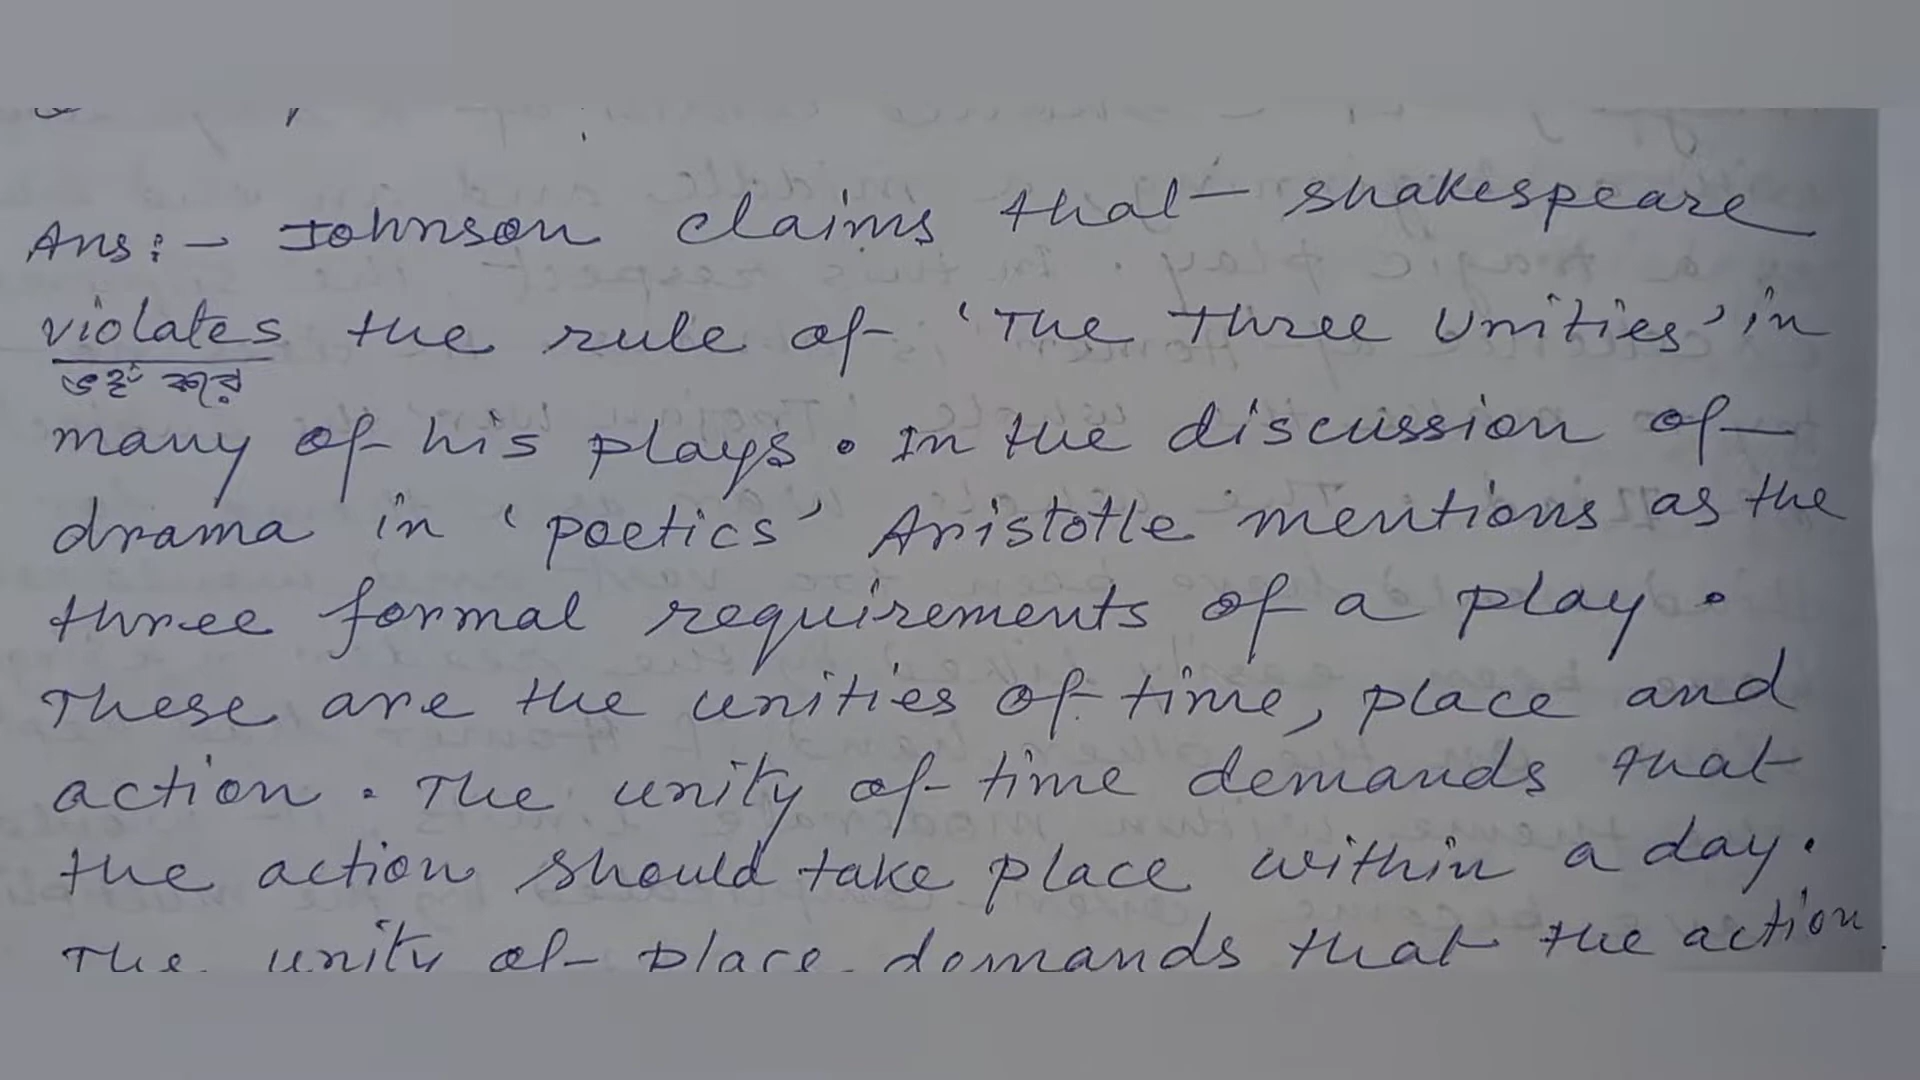 Ans:- Johnson claims that shakespeare
violates the rule of 'The Three Unities' in
ভঙ্গ করে
many of his plays. In the discussion of
drama in 'poetics' Aristotle mentions as the
three formal requirements of a play.
These are the unities of time, place and
action. The unity of time demands that
the action should take place within a day.
The unity of place demands that the action